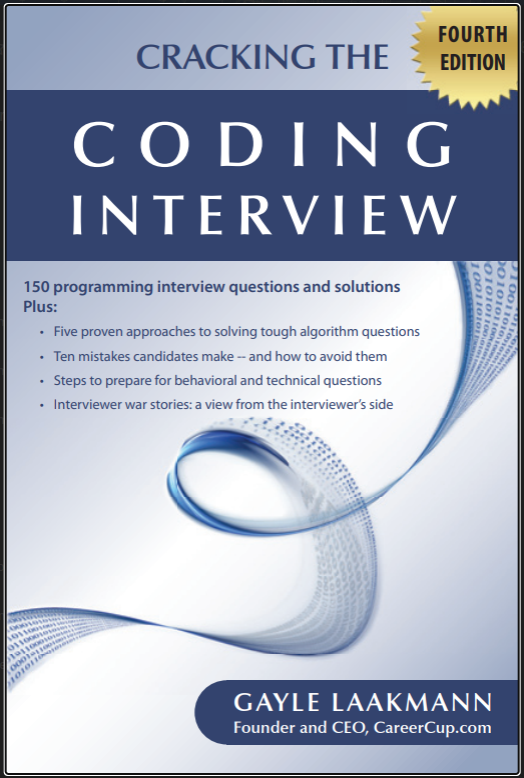 CRACKING THE
FOURTH
EDITION
CODING
INTERVIEW
150 programming interview questions and solutions
Plus:
• Five proven approaches to solving tough algorithm questions
• Ten mistakes candidates make -- and how to avoid them
• Steps to prepare for behavioral and technical questions
• Interviewer war stories: a view from the interviewer's side
GAYLE LAAKMANN
Founder and CEO, CareerCup.com